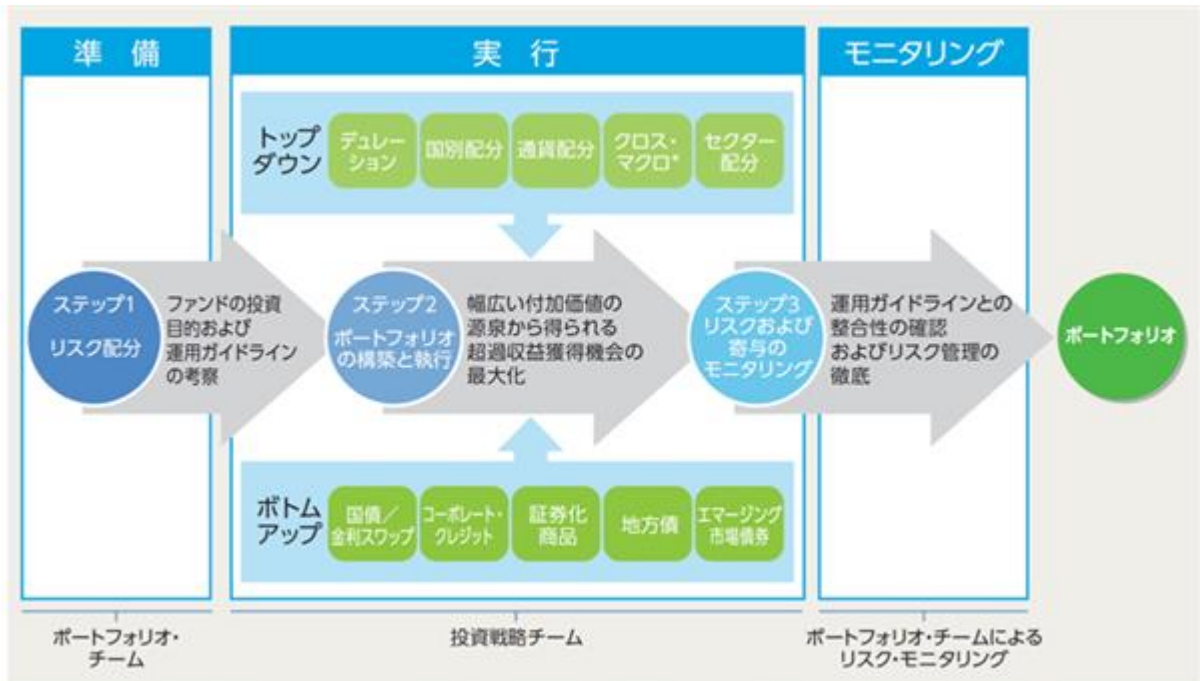 準 備
実 行
モニタリング
トップ
ダウン
デュレー
ション
国別配分
通貨配分
クロス・
マクロ*
セクター
配分
ステップ1
リスク配分
ファンドの投資
目的および
運用ガイドライン
の考察
ステップ2
ポートフォリオ
の構築と執行
幅広い付加価値の
源泉から得られる
超過収益獲得機会の
最大化
ステップ3
リスクおよび
寄与の
モニタリング
運用ガイドラインとの
整合性の確認
およびリスク管理の
徹底
ポートフォリオ
ボトム
アップ
国債／
金利スワップ
コーポレート・
クレジット
証券化
商品
地方債
エマージング
市場債券
ポートフォリオ・
チーム
投資戦略チーム
ポートフォリオ・チームによる
リスク・モニタリング